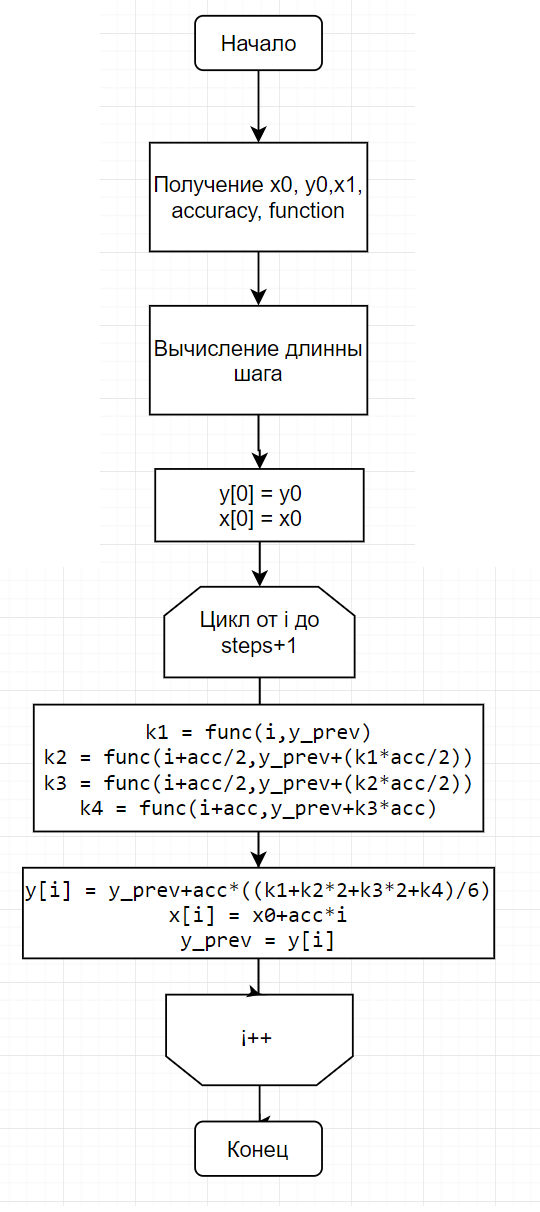 Начало
Получение x0, y0,x1,
accuracy, function
Вычисление длинны
шага
y[0] = y0
x[0] = x0
Цикл от i до
steps+1
k1 = func(i,y_prev)
k2 = func(i+acc/2,y_prev+(k1*acc/2))
k3 = func(i+acc/2,y_prev+(k2*acc/2))
k4 = func(i+acc,y_prev+k3*acc)
y[i] = y_prev+acc*((k1+k2*2+k3*2+k4)/6)
x[i] = x0+acc*i
y_prev = y[i]
i++
Конец